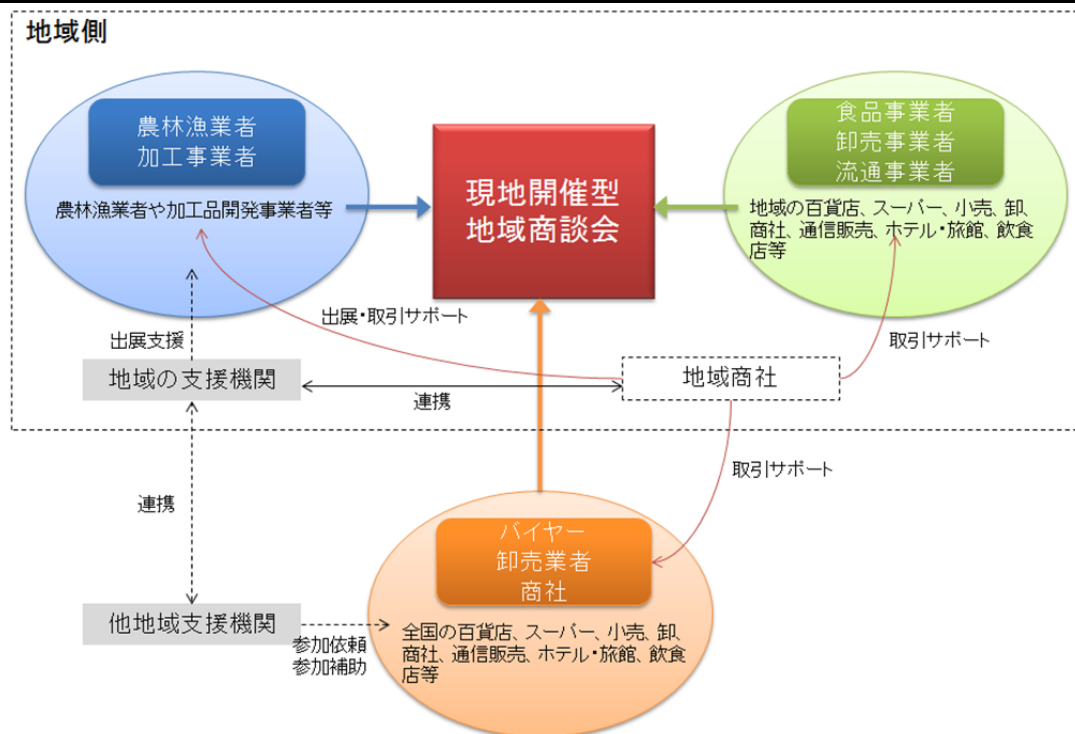 地域側
農林漁業者
加工事業者
農林漁業者や加工品開発事業者等
現地開催型
地域商談会
食品事業者
卸売事業者
流通事業者
地域の百貨店、スーパー、小売、卸、
商社、通信販売、ホテル・旅館、飲食
店等
出展・取引サポート
出展支援
取引サポート
地域の支援機関
連携
地域商社
取引サポート
連携
バイヤー
卸売業者
商社
他地域支援機関
参加依頼
参加補助
全国の百貨店、スーパー、小売、卸、
商社、通信販売、ホテル・旅館、飲食
店等